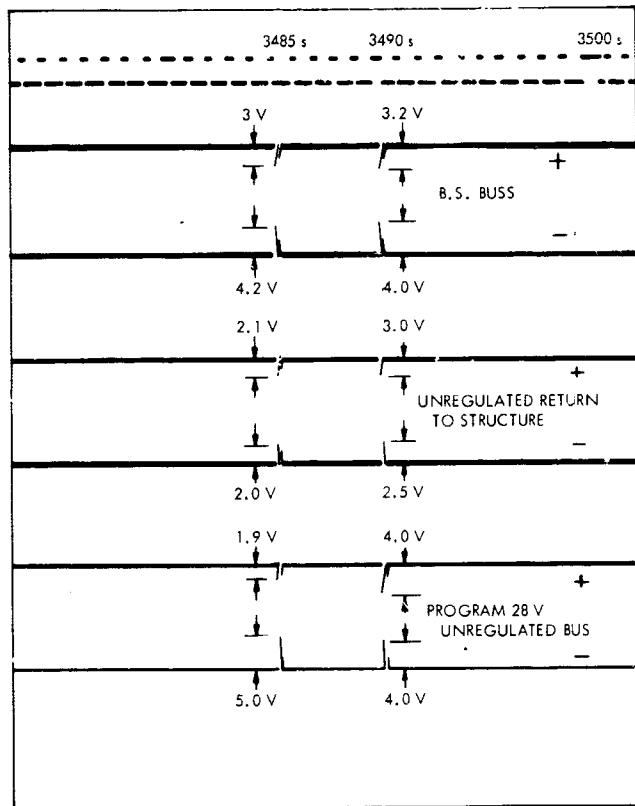 3485 s 3490 s 3500 s
3 V 3.2 V
+
B.S. BUSS
−
4.2 V 4.0 V
2.1 V 3.0 V
+
UNREGULATED RETURN
TO STRUCTURE
−
2.0 V 2.5 V
1.9 V 4.0 V
+
PROGRAM 28 V
UNREGULATED BUS
−
5.0 V 4.0 V